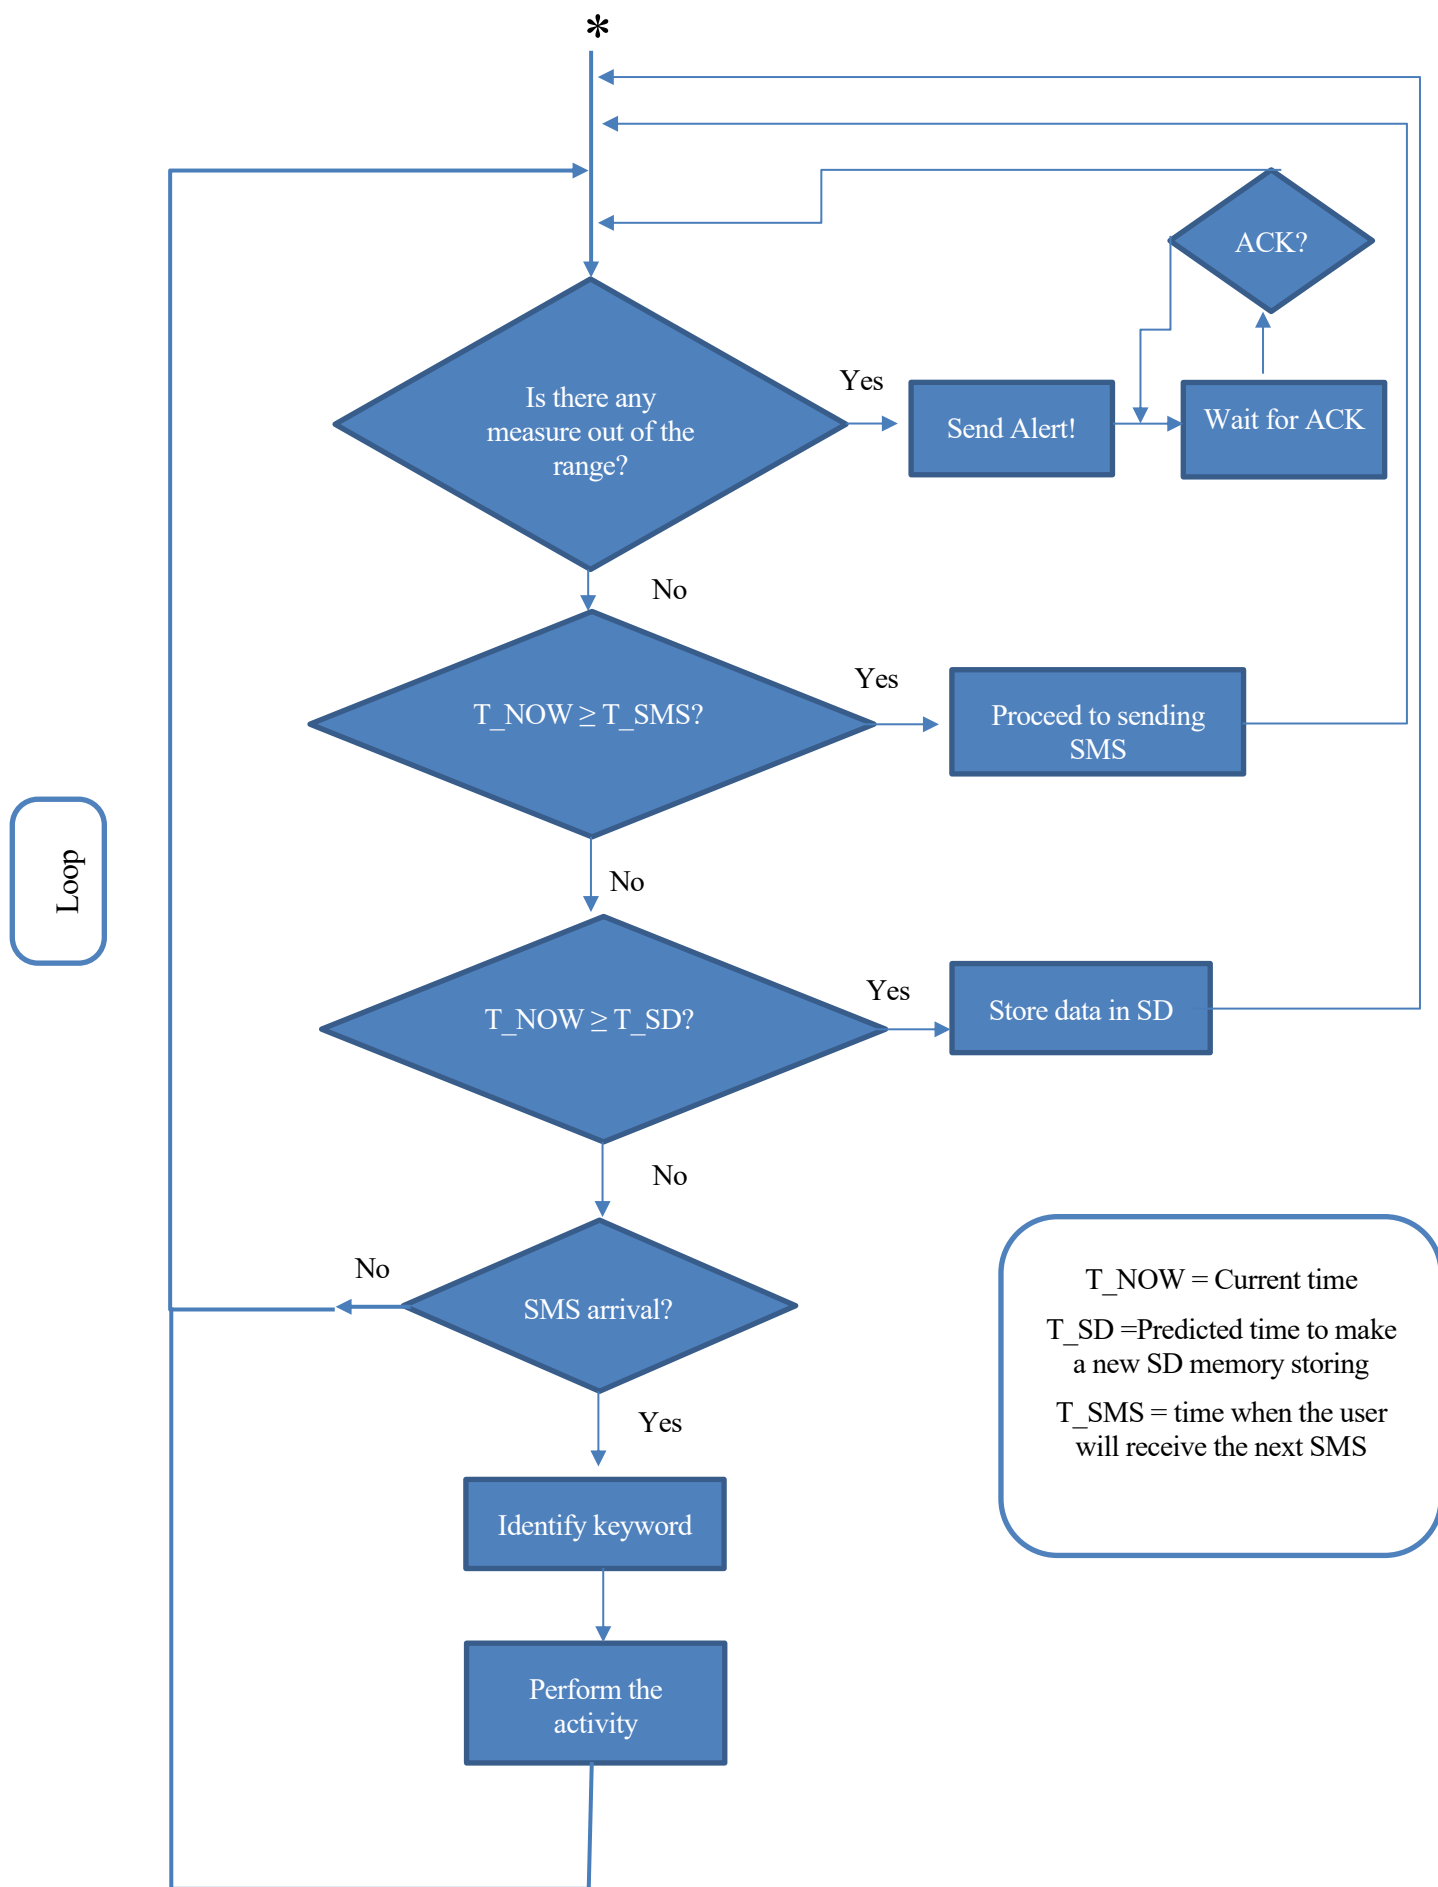 *
ACK?
Is there any
measure out of the
range?
Yes
Send Alert!
Wait for ACK
No
T_NOW ≥ T_SMS?
Yes
Proceed to sending
SMS
No
Loop
T_NOW ≥ T_SD?
Yes
Store data in SD
No
SMS arrival?
No
Yes
T_NOW = Current time
T_SD =Predicted time to make
a new SD memory storing
T_SMS = time when the user
will receive the next SMS
Identify keyword
Perform the
activity